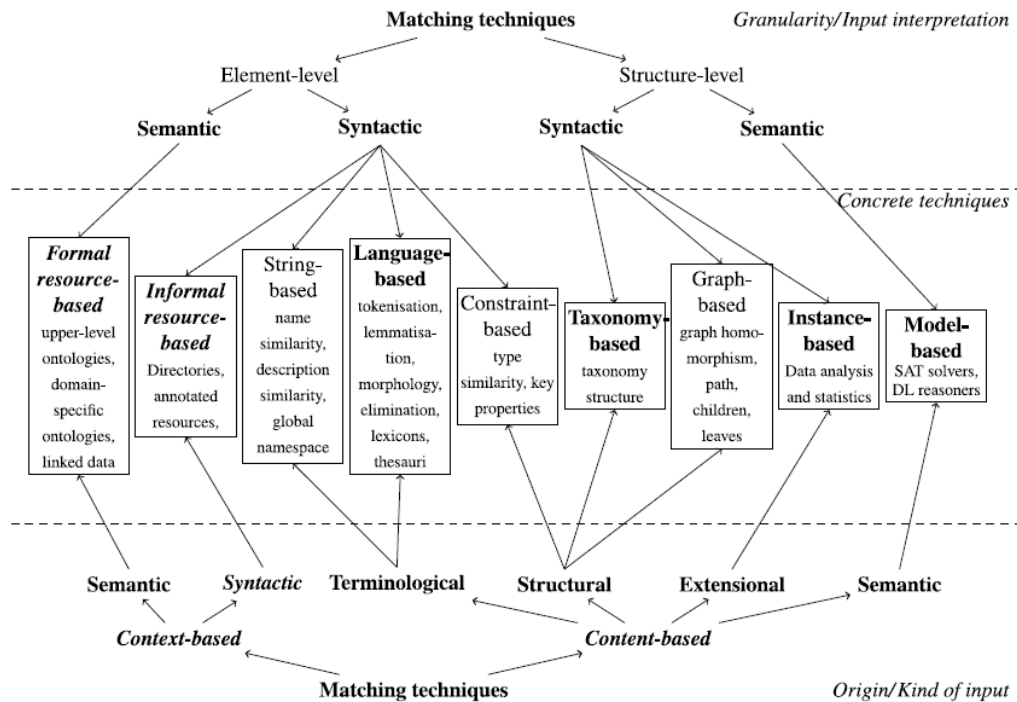 Matching techniques
Granularity/Input interpretation
Element-level
Structure-level
Semantic
Syntactic
Syntactic
Semantic
Concrete techniques
Formal
resource-
based
upper-level
ontologies,
domain-
specific
ontologies,
linked data
Informal
resource-
based
Directories,
annotated
resources,
String-
based
name
similarity,
description
similarity,
global
namespace
Language-
based
tokenisation,
lemmatisa-
tion,
morphology,
elimination,
lexicons,
thesauri
Constraint-
based
type
similarity, key
properties
Taxonomy-
based
taxonomy
structure
Graph-
based
graph homo-
morphism,
path,
children,
leaves
Instance-
based
Data analysis
and statistics
Model-
based
SAT solvers,
DL reasoners
Semantic
Syntactic
Terminological
Structural
Extensional
Semantic
Context-based
Content-based
Matching techniques
Origin/Kind of input